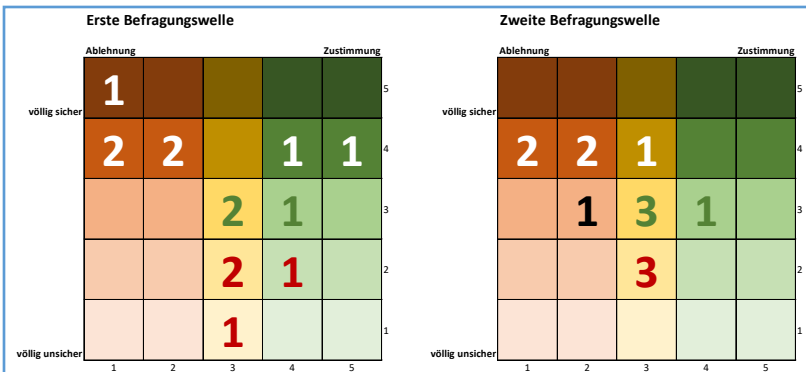 Erste Befragungswelle Zweite Befragungswelle
Ablehnung Zustimmung Ablehnung Zustimmung
1 5 5
völlig sicher völlig sicher
2 2 1 1 4 2 2 1 4
2 1 3 1 3 1 3
2 1 2 3 2
1 1 1
völlig unsicher völlig unsicher
1 2 3 4 5 1 2 3 4 5